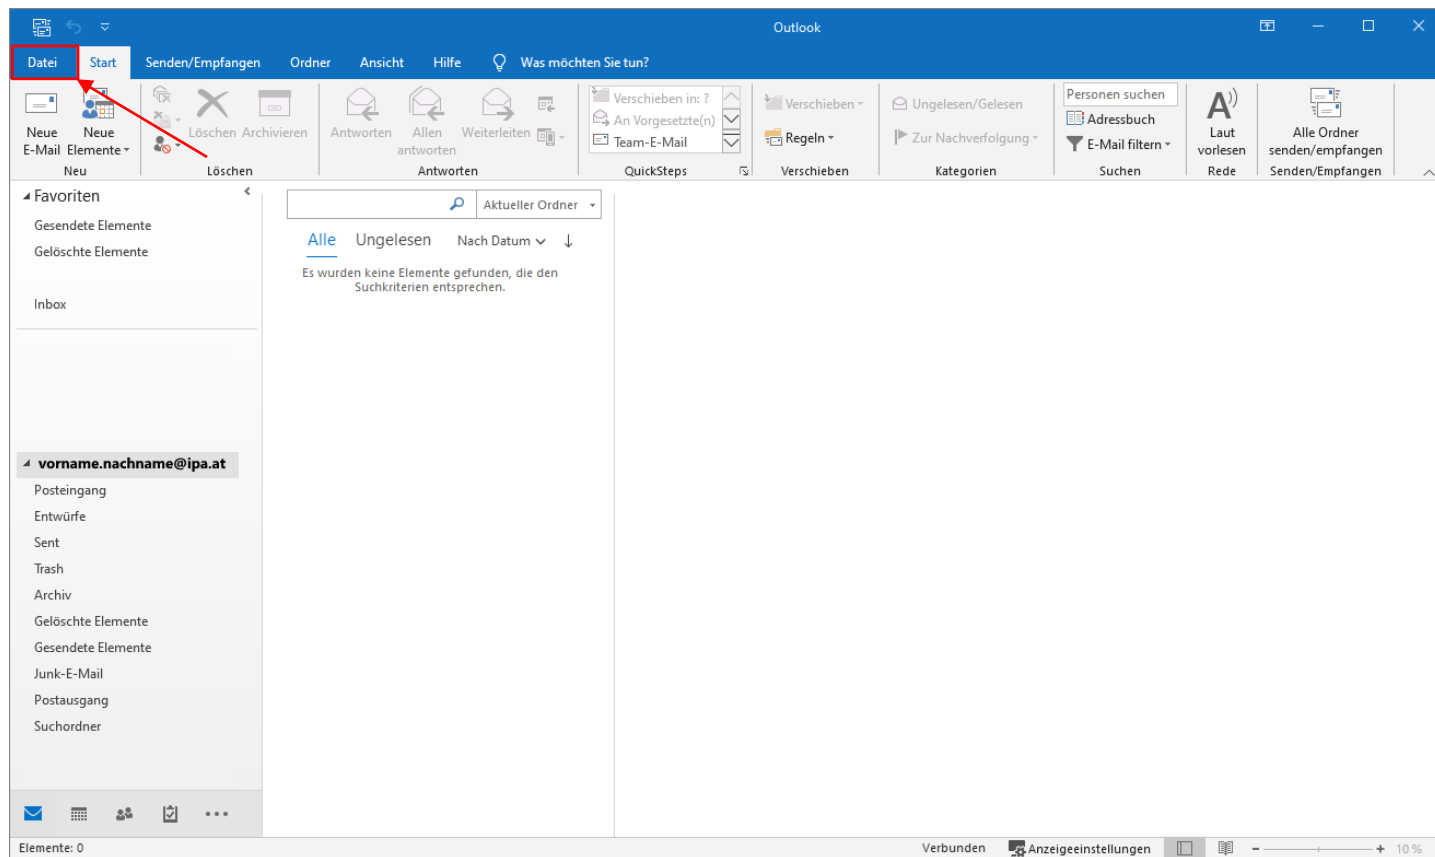 Outlook
Datei Start Senden/Empfangen Ordner Ansicht Hilfe Was möchten Sie tun?
Neue E-Mail
Neue Elemente
Neu
Löschen
Archivieren
Löschen
Antworten
Allen antworten
Weiterleiten
Antworten
Verschieben in: ?
An Vorgesetzte(n)
Team-E-Mail
QuickSteps
Verschieben
Regeln
Verschieben
Ungelesen/Gelesen
Zur Nachverfolgung
Kategorien
Personen suchen
Adressbuch
E-Mail filtern
Suchen
Laut vorlesen
Rede
Alle Ordner
senden/empfangen
Senden/Empfangen
Favoriten
Gesendete Elemente
Gelöschte Elemente
Inbox
vorname.nachname@ipa.at
Posteingang
Entwürfe
Sent
Trash
Archiv
Gelöschte Elemente
Gesendete Elemente
Junk-E-Mail
Postausgang
Suchordner
Aktueller Ordner
Alle Ungelesen Nach Datum
Es wurden keine Elemente gefunden, die den
Suchkriterien entsprechen.
Elemente: 0 Verbunden Anzeigeeinstellungen 10 %